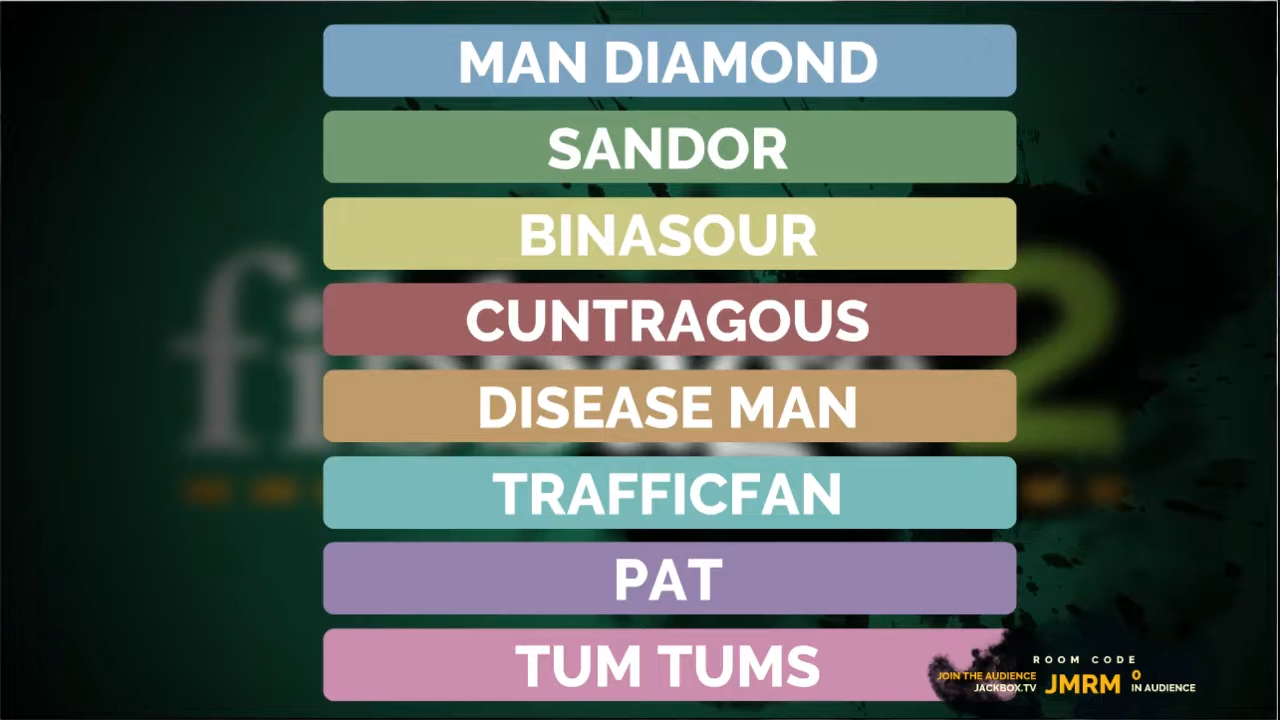 MAN DIAMOND
SANDOR
BINASOUR
CUNTRAGOUS
DISEASE MAN
TRAFFICFAN
PAT
TUM TUMS
ROOM CODE
JOIN THE AUDIENCE
JACKBOX.TV
JMRM
0
IN AUDIENCE
2